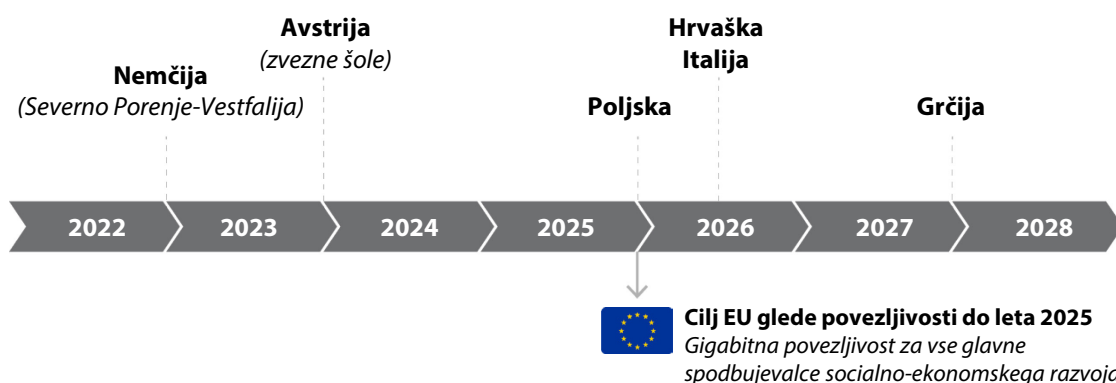 Avstrija
(zvezne šole)
Hrvaška
Italija
Nemčija
(Severno Porenje-Vestfalija)
Poljska
Grčija
2022 2023 2024 2025 2026 2027 2028
Cilj EU glede povezljivosti do leta 2025
Gigabitna povezljivost za vse glavne
spodbujevalce socialno-ekonomskega razvoja